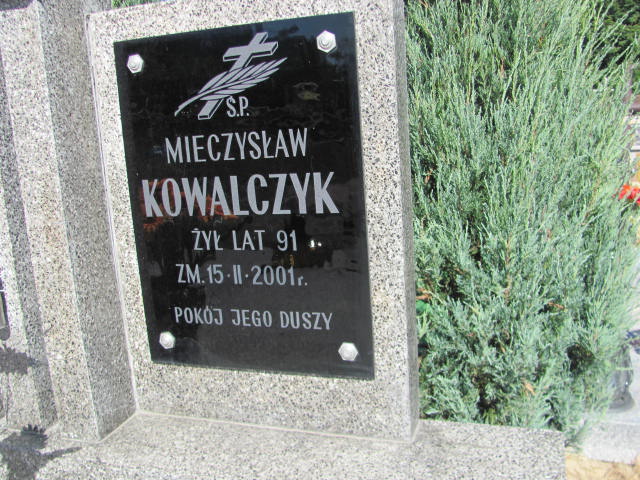 Ś.P.
MIECZYSŁAW
KOWALCZYK
ŻYŁ LAT 91
ZM. 15·II·2001r.
POKÓJ JEGO DUSZY